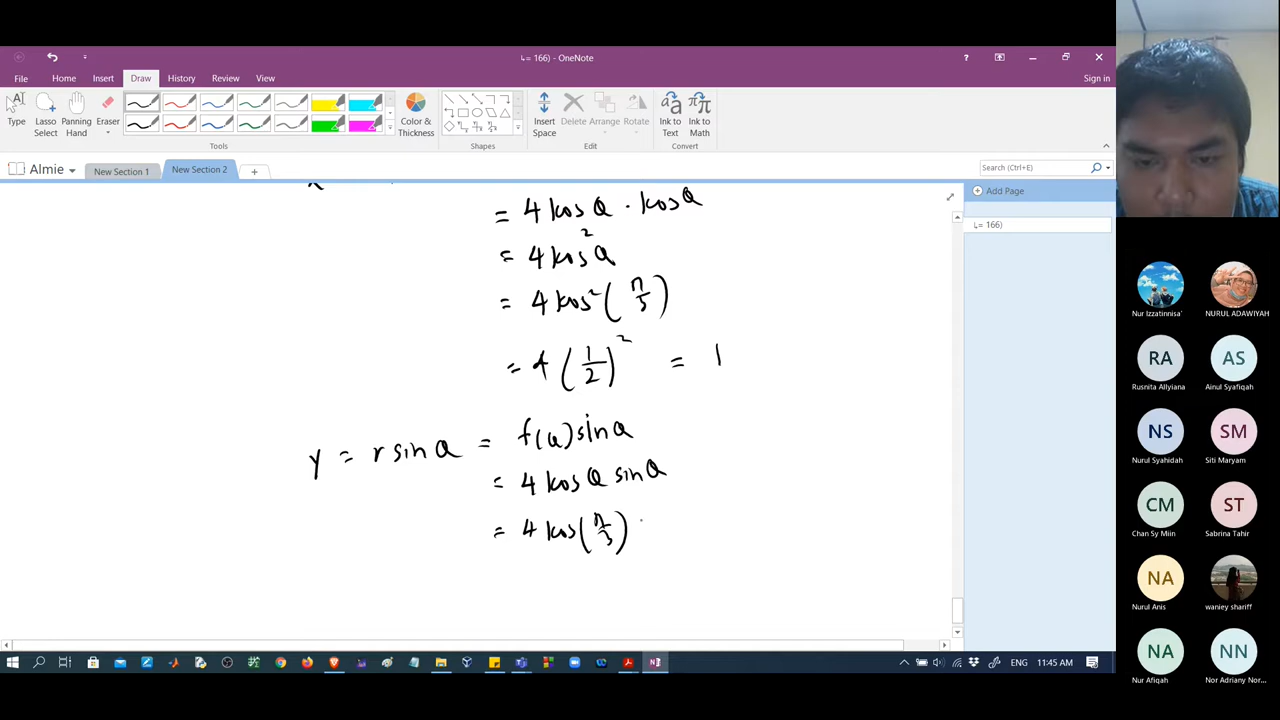 ↳= 166) - OneNote
?
File Home Insert Draw History Review View Sign in
Type Lasso Select Panning Hand Eraser Color & Thickness Insert Space Delete Arrange Rotate Ink to Text Ink to Math
Tools Shapes Edit Convert
Almie New Section 1 New Section 2 + Search (Ctrl+E)
Add Page
↳= 166)
= 4 kos θ · kos θ
= 4 kos² θ
= 4 kos² (π/3)
= 4 (1/2)² = 1
y = r sin θ = f(θ) sin θ
= 4 kos θ sin θ
= 4 kos (π/3) ·
Nur Izzatinnisa' NURUL ADAWIYAH
RA AS
Rusnita Allyiana Ainul Syafiqah
NS SM
Nurul Syahidah Siti Maryam
CM ST
Chan Sy Miin Sabrina Tahir
NA
Nurul Anis waniey shariff
NA NN
Nur Afiqah Nor Adriany Nor...
ENG 11:45 AM